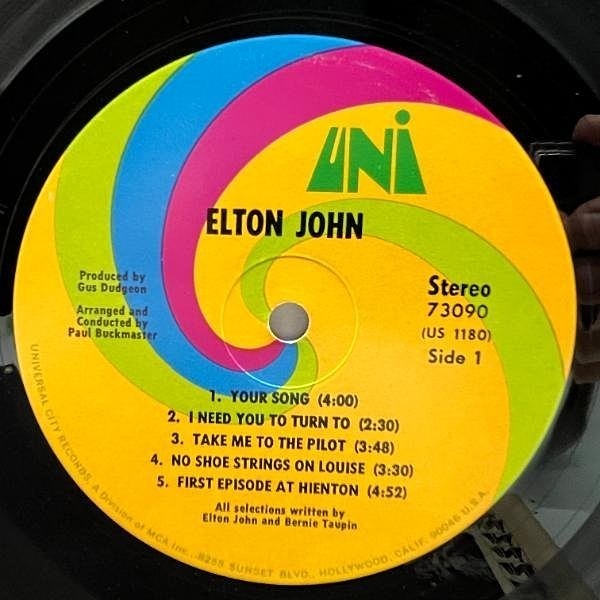 UNI
ELTON JOHN
Produced by
Gus Dudgeon
Arranged and
Conducted by
Paul Buckmaster
Stereo
73090
(US 1180)
Side 1
1. YOUR SONG (4:00)
2. I NEED YOU TO TURN TO (2:30)
3. TAKE ME TO THE PILOT (3:48)
4. NO SHOE STRINGS ON LOUISE (3:30)
5. FIRST EPISODE AT HIENTON (4:52)
All selections written by
Elton John and Bernie Taupin
UNIVERSAL CITY RECORDS, A Division of MCA Inc., 8255 SUNSET BLVD., HOLLYWOOD, CALIF. 90046 U.S.A.